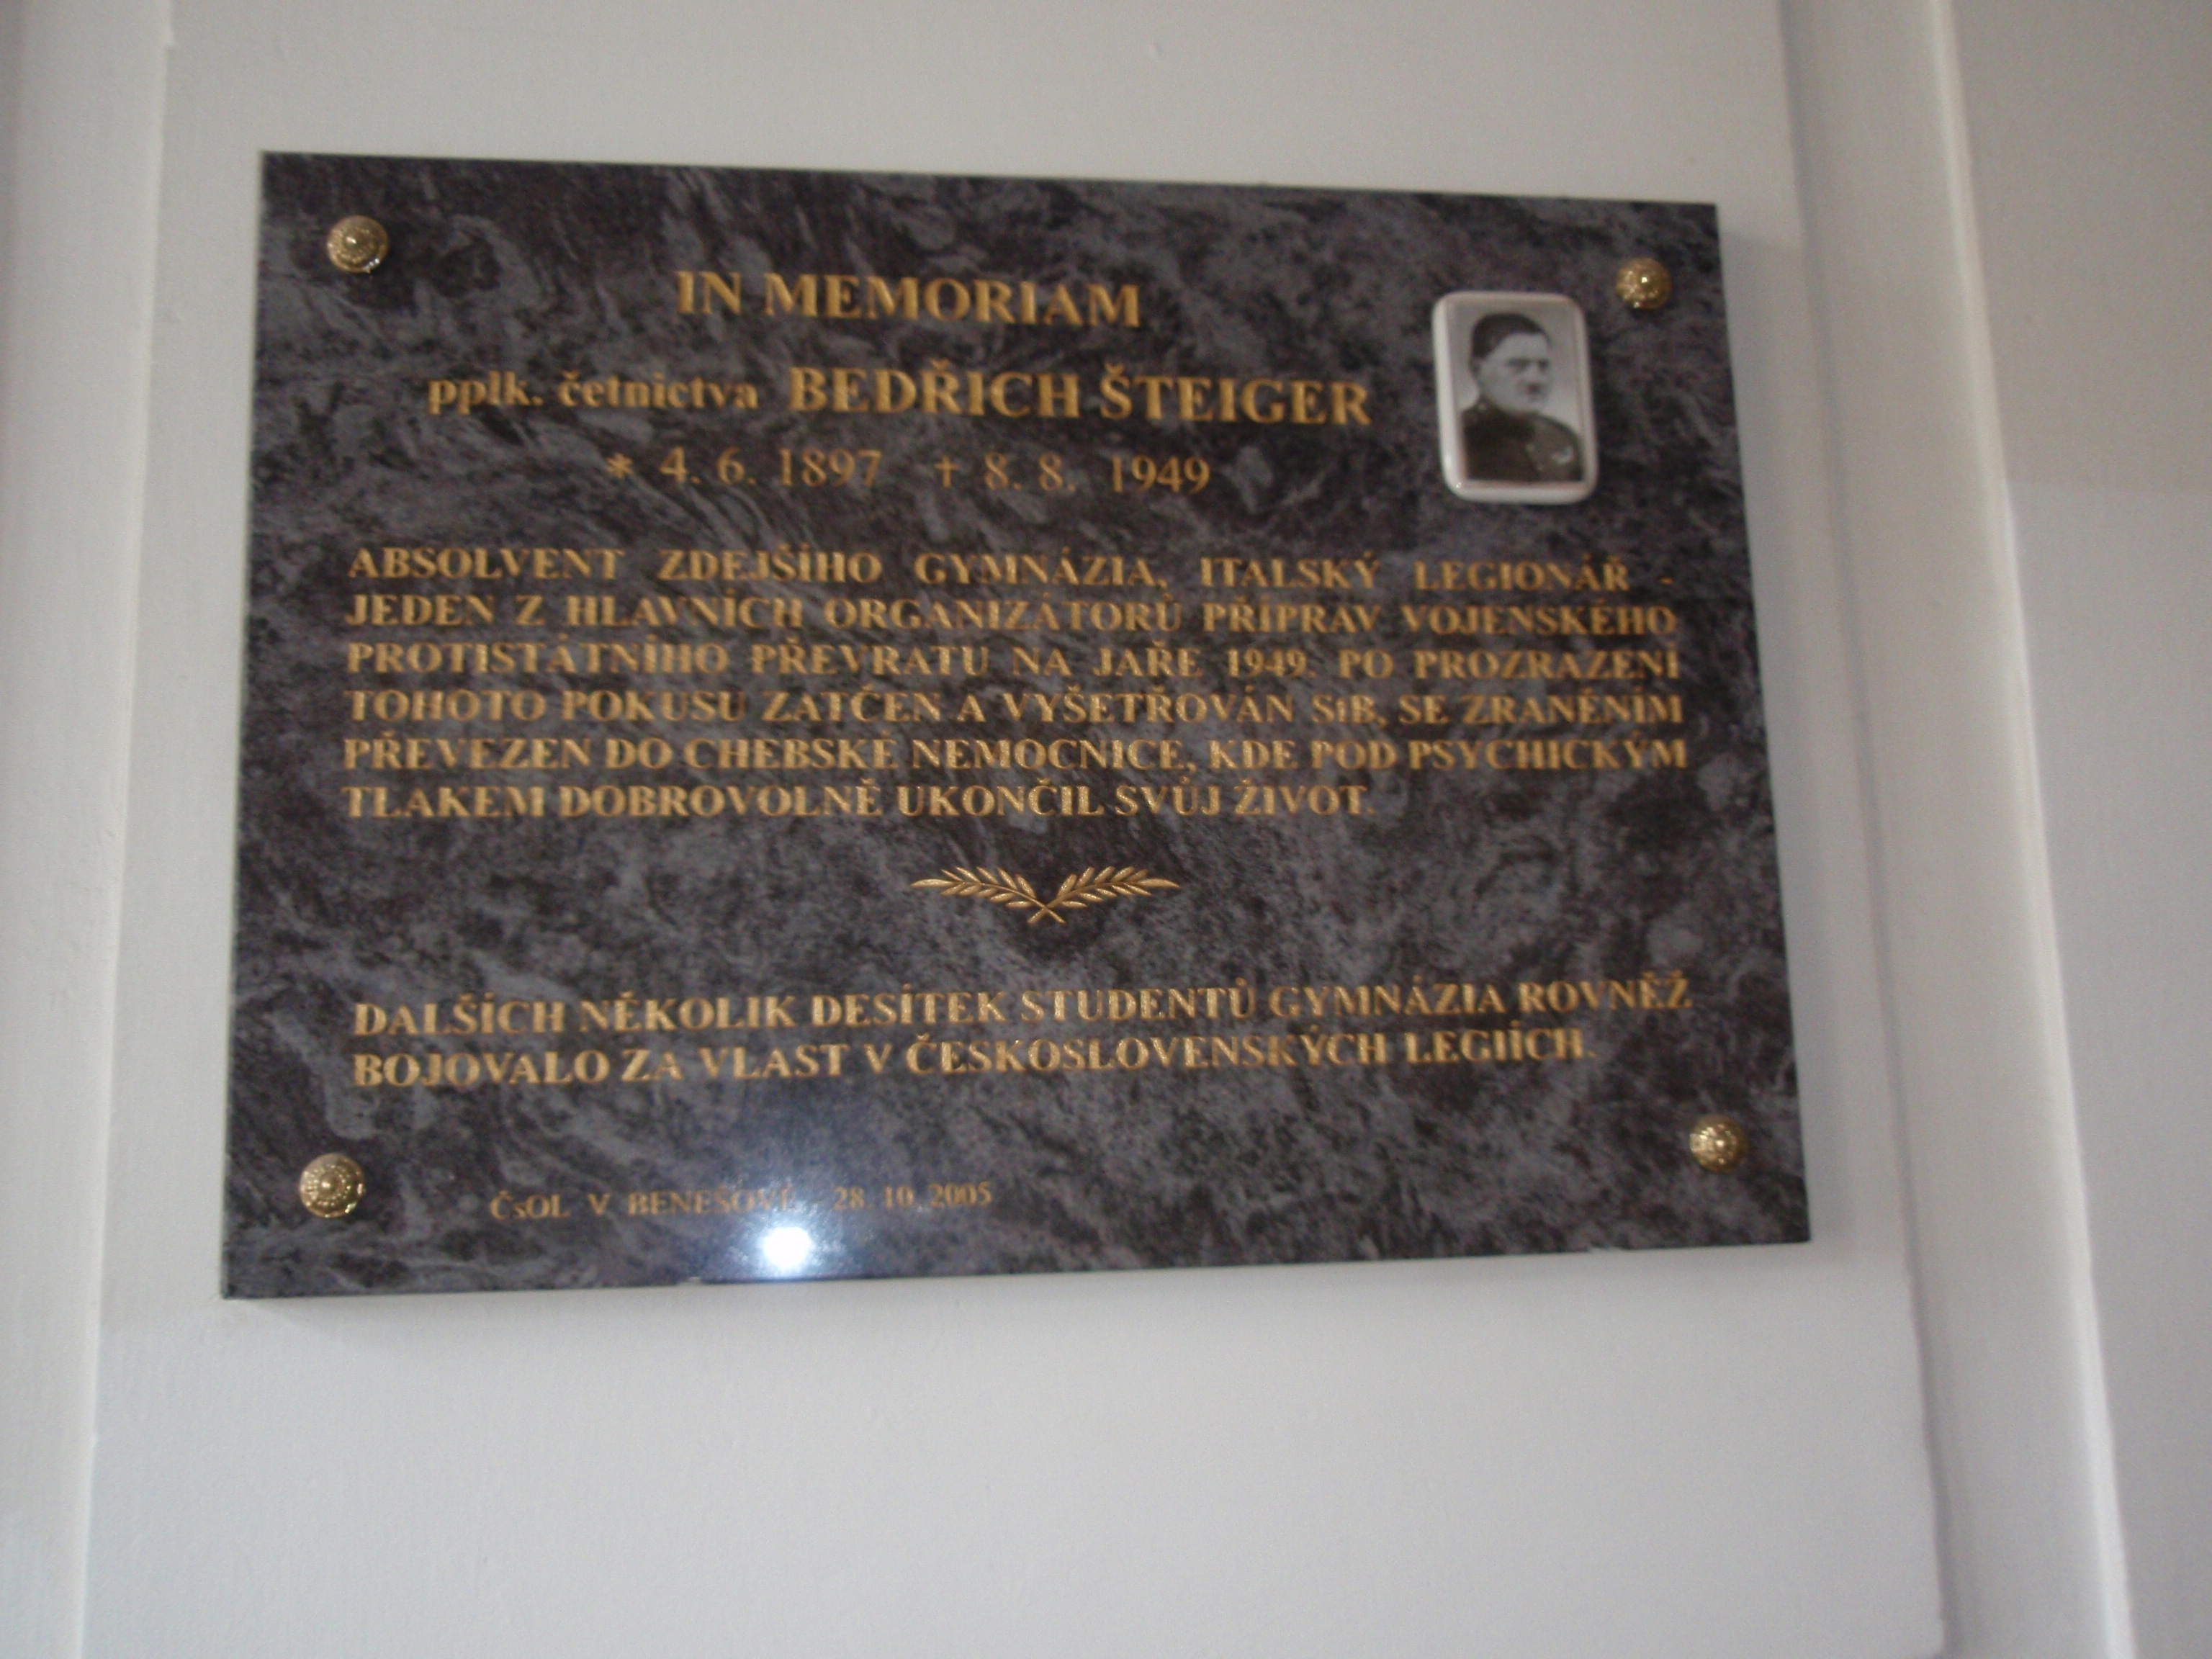 IN MEMORIAM
pplk. četnictva BEDŘICH ŠTEIGER
* 4. 6. 1897 † 8. 8. 1949
ABSOLVENT ZDEJŠÍHO GYMNÁZIA, ITALSKÝ LEGIONÁŘ -
JEDEN Z HLAVNÍCH ORGANIZÁTORŮ PŘÍPRAV VOJENSKÉHO
PROTISTÁTNÍHO PŘEVRATU NA JAŘE 1949. PO PROZRAZENÍ
TOHOTO POKUSU ZATČEN A VYŠETŘOVÁN StB, SE ZRANĚNÍM
PŘEVEZEN DO CHEBSKÉ NEMOCNICE, KDE POD PSYCHICKÝM
TLAKEM DOBROVOLNĚ UKONČIL SVŮJ ŽIVOT.
DALŠÍCH NĚKOLIK DESÍTEK STUDENTŮ GYMNÁZIA ROVNĚŽ
BOJOVALO ZA VLAST V ČESKOSLOVENSKÝCH LEGIÍCH.
ČsOL V BENEŠOVĚ, 28. 10. 2005